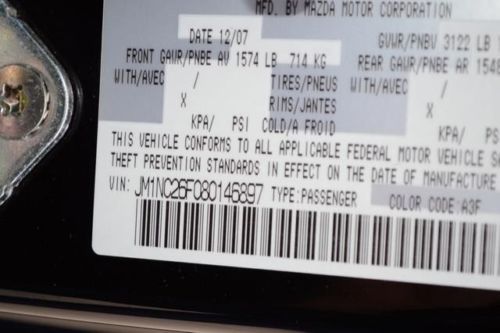 MFD. BY MAZDA MOTOR CORPORATION
DATE 12/07 GVWR/PNBV 3122 LB
FRONT GAWR/PNBE AV 1574 LB 714 KG REAR GAWR/PNBE AR 1548
WITH/AVEC / TIRES/PNEUS WITH/AVEC /
X RIMS/JANTES X
KPA/ PSI COLD/A FROID KPA/
THIS VEHICLE CONFORMS TO ALL APPLICABLE FEDERAL MOTOR VEHICLE
THEFT PREVENTION STANDARDS IN EFFECT ON THE DATE OF MANUFACTURE
VIN: JM1NC26F080146897 TYPE:PASSENGER COLOR CODE:A3F